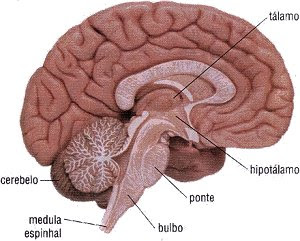 tálamo
hipotálamo
cerebelo
ponte
medula
espinhal
bulbo